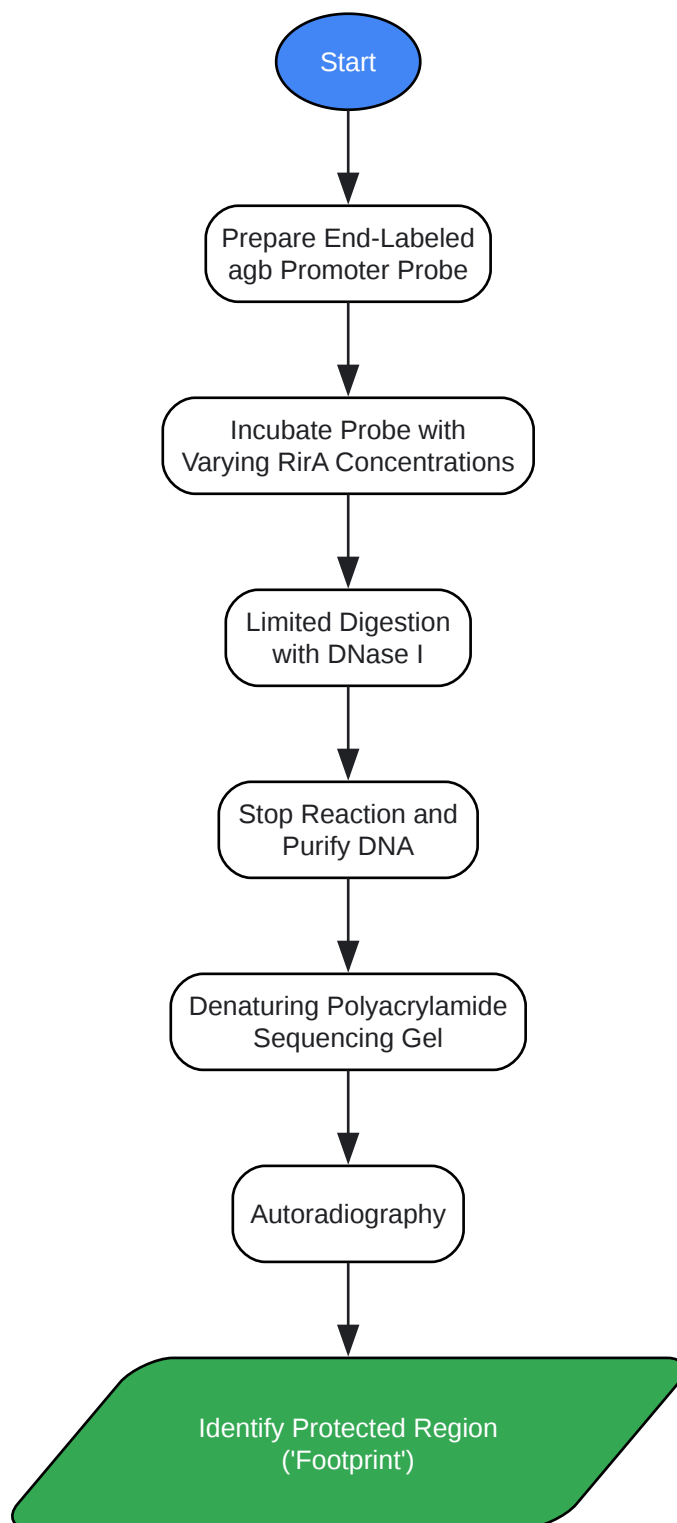 Start
Prepare End-Labeled
agb Promoter Probe
Incubate Probe with
Varying RirA Concentrations
Limited Digestion
with DNase I
Stop Reaction and
Purify DNA
Denaturing Polyacrylamide
Sequencing Gel
Autoradiography
Identify Protected Region
('Footprint')